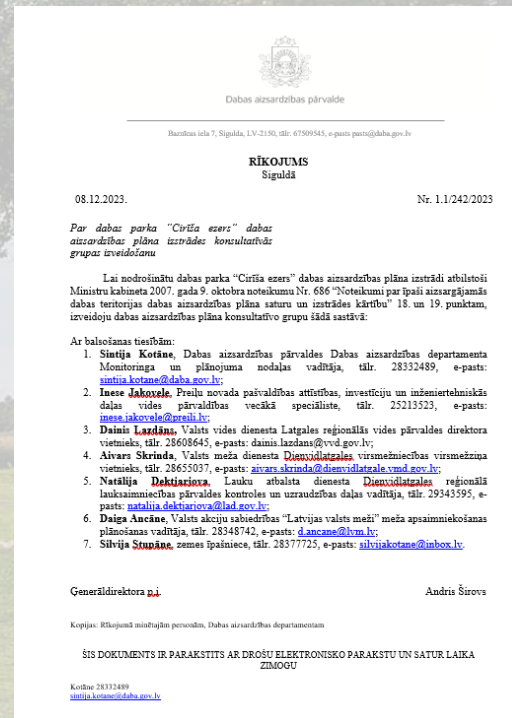 Dabas aizsardzības pārvalde
Baznīcas iela 7, Sigulda, LV-2150, tālr. 67509545, e-pasts pasts@daba.gov.lv
RĪKOJUMS
Siguldā
08.12.2023. Nr. 1.1/242/2023
Par dabas parka "Cirīša ezers" dabas
aizsardzības plāna izstrādes konsultatīvās
grupas izveidošanu
Lai nodrošinātu dabas parka “Cirīša ezers” dabas aizsardzības plāna izstrādi atbilstoši
Ministru kabineta 2007. gada 9. oktobra noteikumu Nr. 686 “Noteikumi par īpaši aizsargājamās
dabas teritorijas dabas aizsardzības plāna saturu un izstrādes kārtību” 18. un 19. punktam,
izveidoju dabas aizsardzības plāna konsultatīvo grupu šādā sastāvā:
Ar balsošanas tiesībām:
1. Sintija Kotāne, Dabas aizsardzības pārvaldes Dabas aizsardzības departamenta
Monitoringa un plānojuma nodaļas vadītāja, tālr. 28332489, e-pasts:
sintija.kotane@daba.gov.lv;
2. Inese Jakovele, Preiļu novada pašvaldības attīstības, investīciju un inženiertehniskās
daļas vides pārvaldības vecākā speciāliste, tālr. 25213523, e-pasts:
inese.jakovele@preili.lv;
3. Dainis Lazdāns, Valsts vides dienesta Latgales reģionālās vides pārvaldes direktora
vietnieks, tālr. 28608645, e-pasts: dainis.lazdans@vvd.gov.lv;
4. Aivars Skrinda, Valsts meža dienesta Dienvidlatgales virsmežniecības virsmežziņa
vietnieks, tālr. 28655037, e-pasts: aivars.skrinda@dienvidlatgale.vmd.gov.lv;
5. Natālija Dektjarjova, Lauku atbalsta dienesta Dienvidlatgales reģionālā
lauksaimniecības pārvaldes kontroles un uzraudzības daļas vadītāja, tālr. 29343595, e-
pasts: natalija.dektjarjova@lad.gov.lv;
6. Daiga Ancāne, Valsts akciju sabiedrība “Latvijas valsts meži” meža apsaimniekošanas
plānošanas vadītāja, tālr. 28348742, e-pasts: d.ancane@lvm.lv;
7. Silvija Stupāne, zemes īpašniece, tālr. 28377725, e-pasts: silvijakotane@inbox.lv.
Ģenerāldirektora p.i. Andris Širovs
Kopijas: Rīkojumā minētajām personām, Dabas aizsardzības departamentam
ŠIS DOKUMENTS IR PARAKSTĪTS AR DROŠU ELEKTRONISKO PARAKSTU UN SATUR LAIKA
ZIMOGU
Kotāne 28332489
sintija.kotane@daba.gov.lv